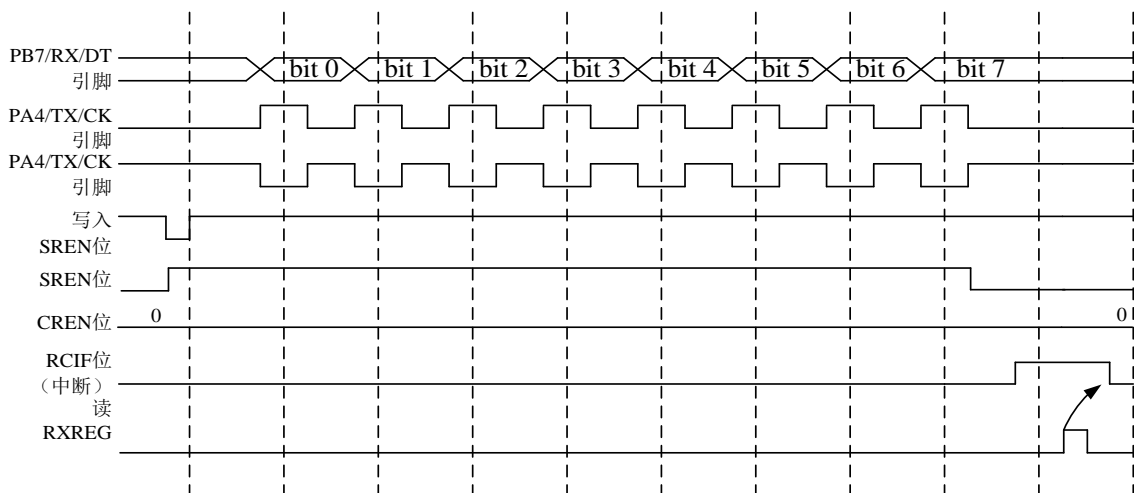 PB7/RX/DT
引脚
bit 0 bit 1 bit 2 bit 3 bit 4 bit 5 bit 6 bit 7
PA4/TX/CK
引脚
PA4/TX/CK
引脚
写入
SREN位
SREN位
0 0
CREN位
RCIF位
（中断）
读
RXREG